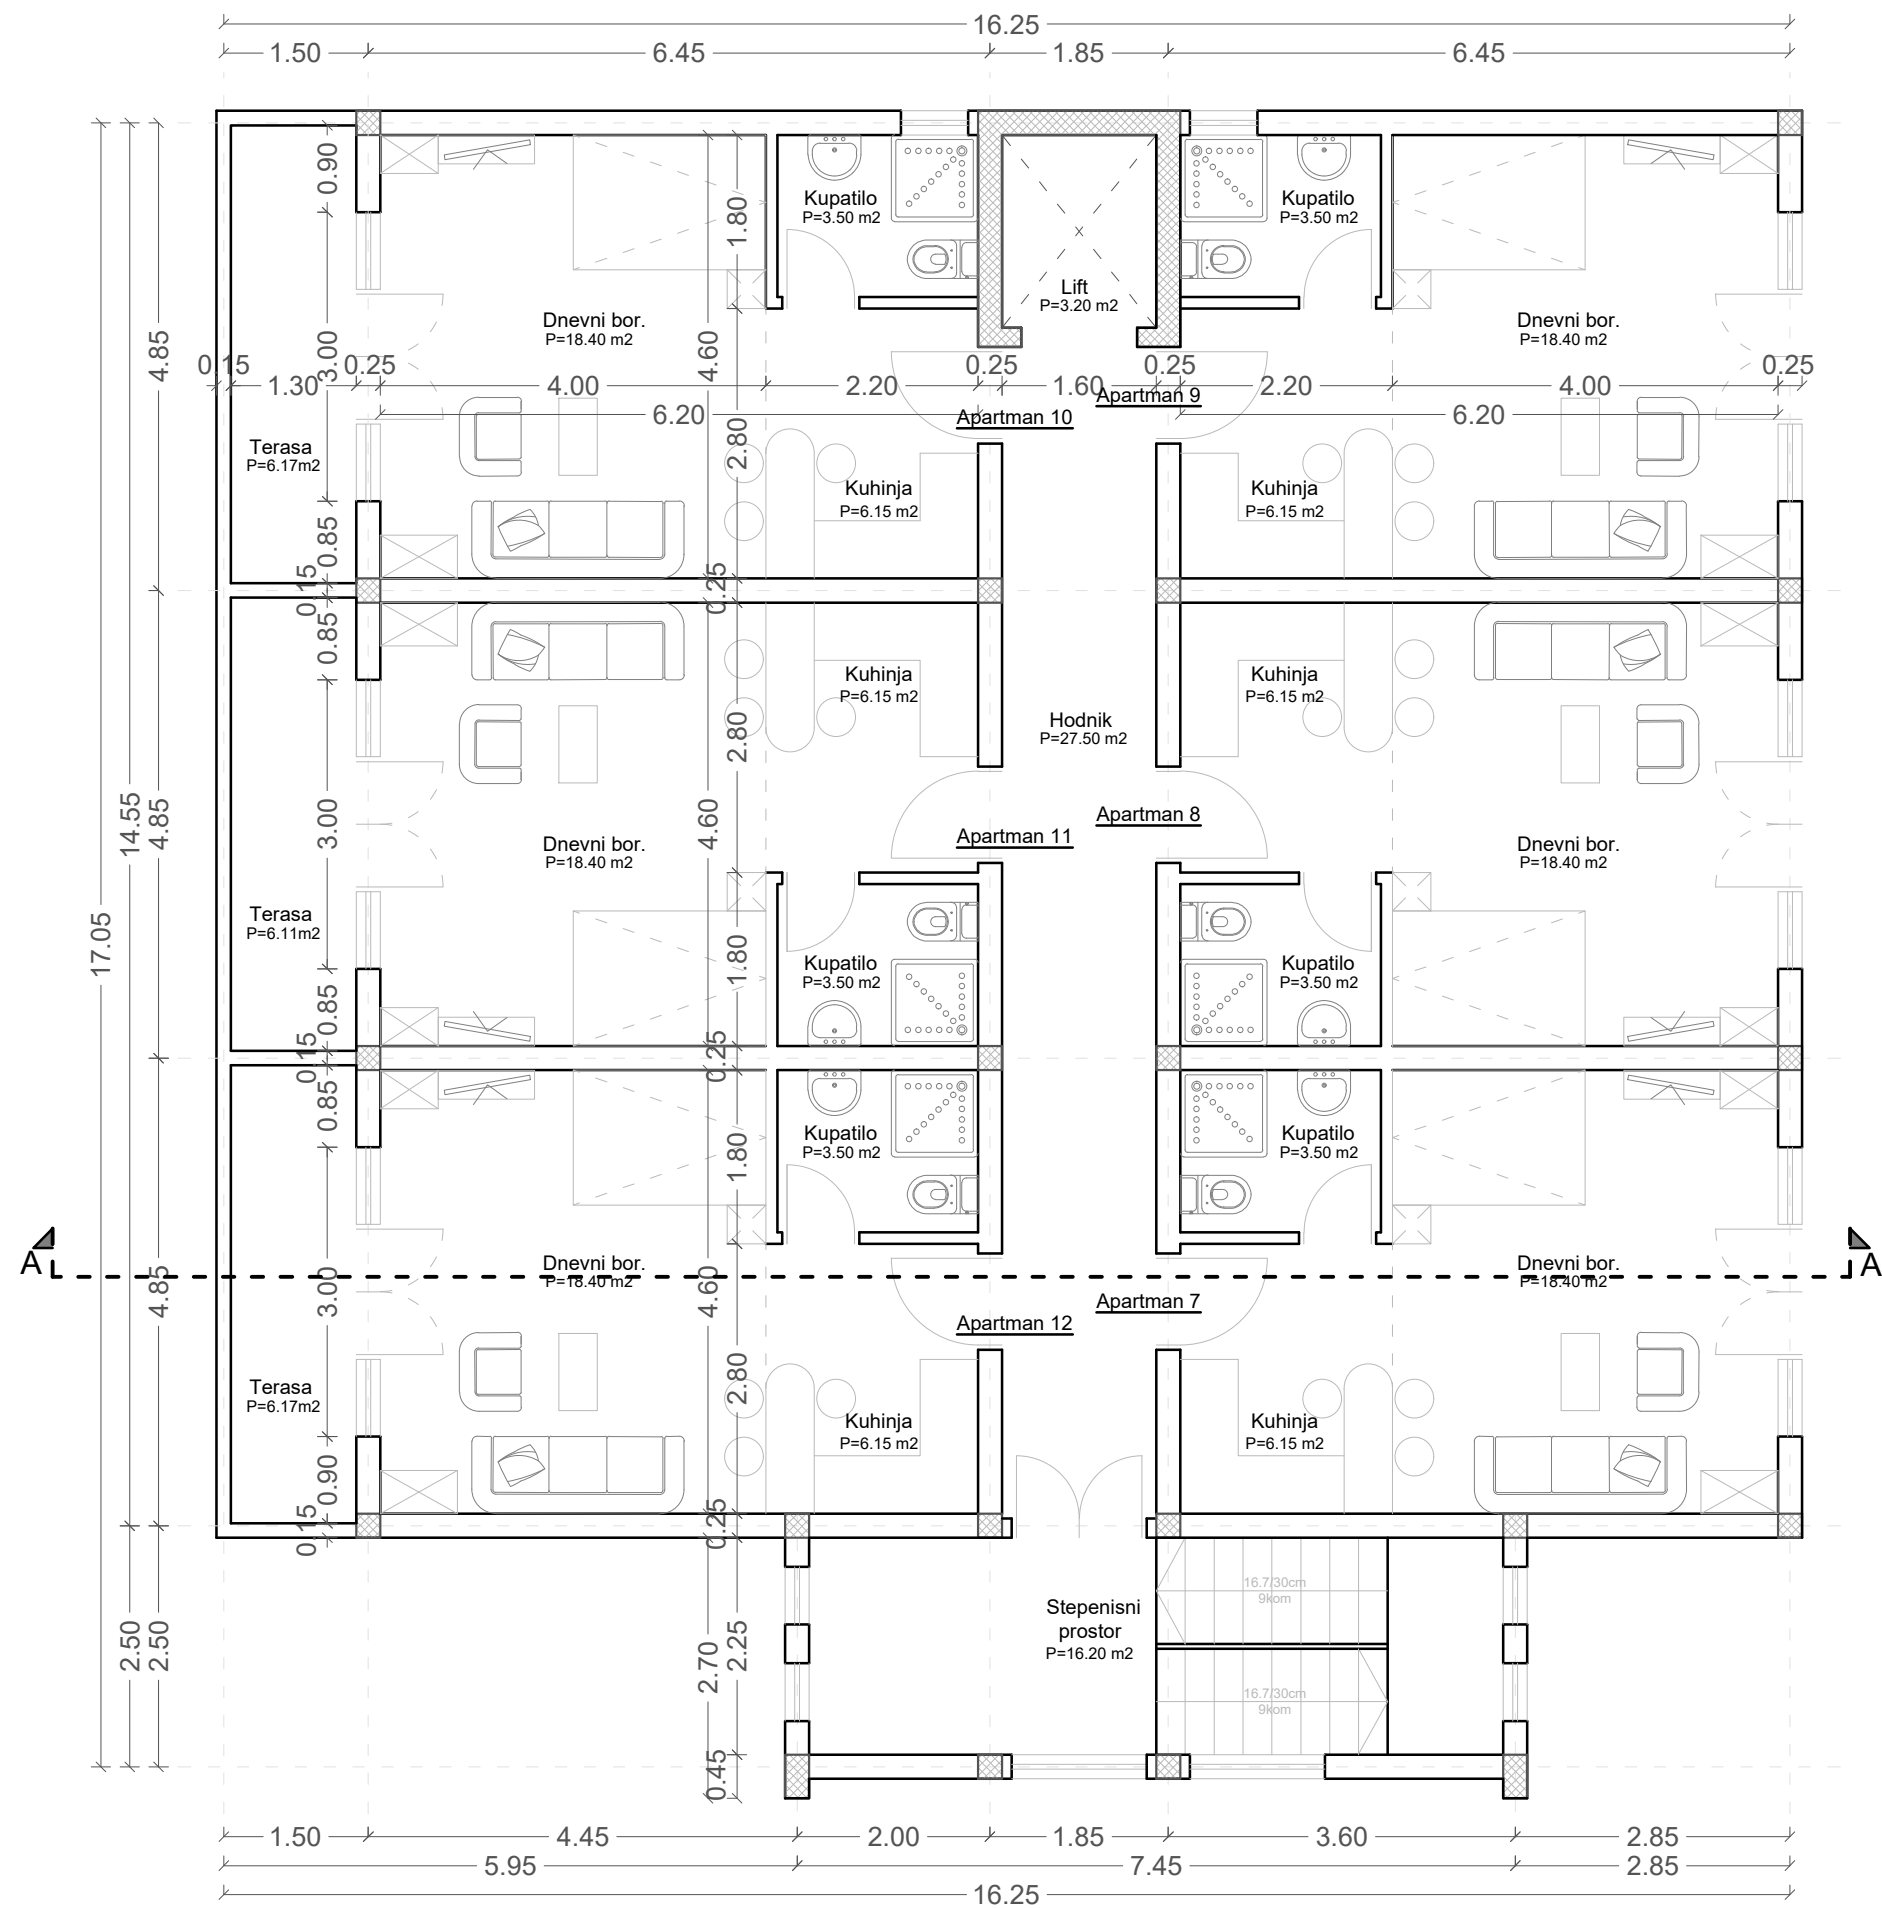 16.25
1.50 6.45 1.85 6.45
0.90
1.80
Kupatilo
P=3.50 m2
Kupatilo
P=3.50 m2
Lift
P=3.20 m2
Dnevni bor.
P=18.40 m2
Dnevni bor.
P=18.40 m2
4.85
3.00
4.60
0.15 0.25 0.25 0.25 0.25
1.30 4.00 2.20 1.60 2.20 4.00
6.20 6.20
Apartman 9
Apartman 10
Terasa
P=6.17m2
2.80
Kuhinja
P=6.15 m2
Kuhinja
P=6.15 m2
0.85
0.15
0.25
0.85
Kuhinja
P=6.15 m2
Kuhinja
P=6.15 m2
Hodnik
P=27.50 m2
2.80
17.05
14.55
4.85
3.00
4.60
Apartman 8
Apartman 11
Dnevni bor.
P=18.40 m2
Dnevni bor.
P=18.40 m2
Terasa
P=6.11m2
1.80
Kupatilo
P=3.50 m2
Kupatilo
P=3.50 m2
0.85
0.15
0.25
0.85
1.80
Kupatilo
P=3.50 m2
Kupatilo
P=3.50 m2
A A
Dnevni bor.
P=18.40 m2
Dnevni bor.
P=18.40 m2
4.85
3.00
4.60
Apartman 7
Apartman 12
Terasa
P=6.17m2
2.80
Kuhinja
P=6.15 m2
Kuhinja
P=6.15 m2
0.90
0.15
0.25
16.7/30cm
9kom
Stepenisni
prostor
P=16.20 m2
2.50
2.50
2.70
2.25
16.7/30cm
9kom
0.45
1.50 4.45 2.00 1.85 3.60 2.85
5.95 7.45 2.85
16.25